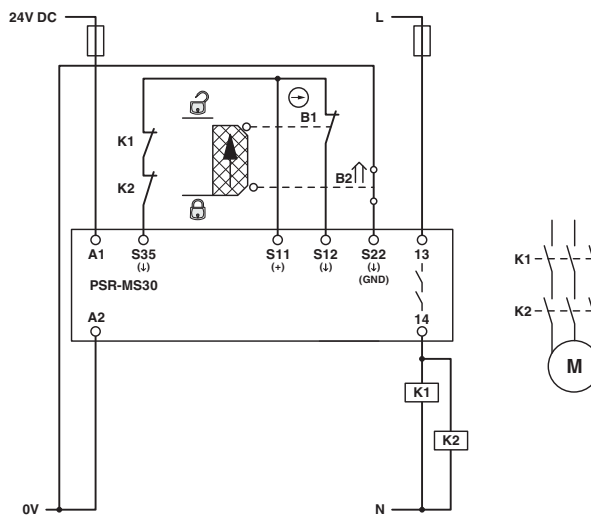 24V DC
L
K1
K2
B1
B2
A1
S35
(↓)
S11
(+)
S12
(↓)
S22
(↓)
(GND)
13
PSR-MS30
A2
14
K1
K2
K1
K2
M
0V
N